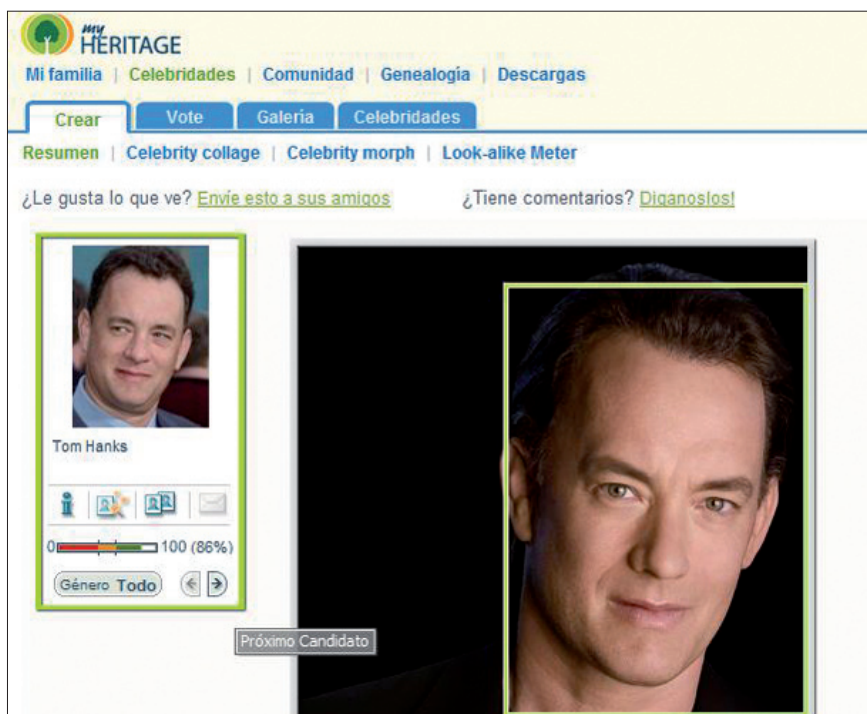 my
HERITAGE
Mi familia | Celebridades | Comunidad | Genealogia | Descargas
Crear Vote Galeria Celebridades
Resumen | Celebrity collage | Celebrity morph | Look-alike Meter
¿Le gusta lo que ve? Envíe esto a sus amigos ¿Tiene comentarios? Diganoslos!
Tom Hanks
0 100 (86%)
Género Todo
Próximo Candidato